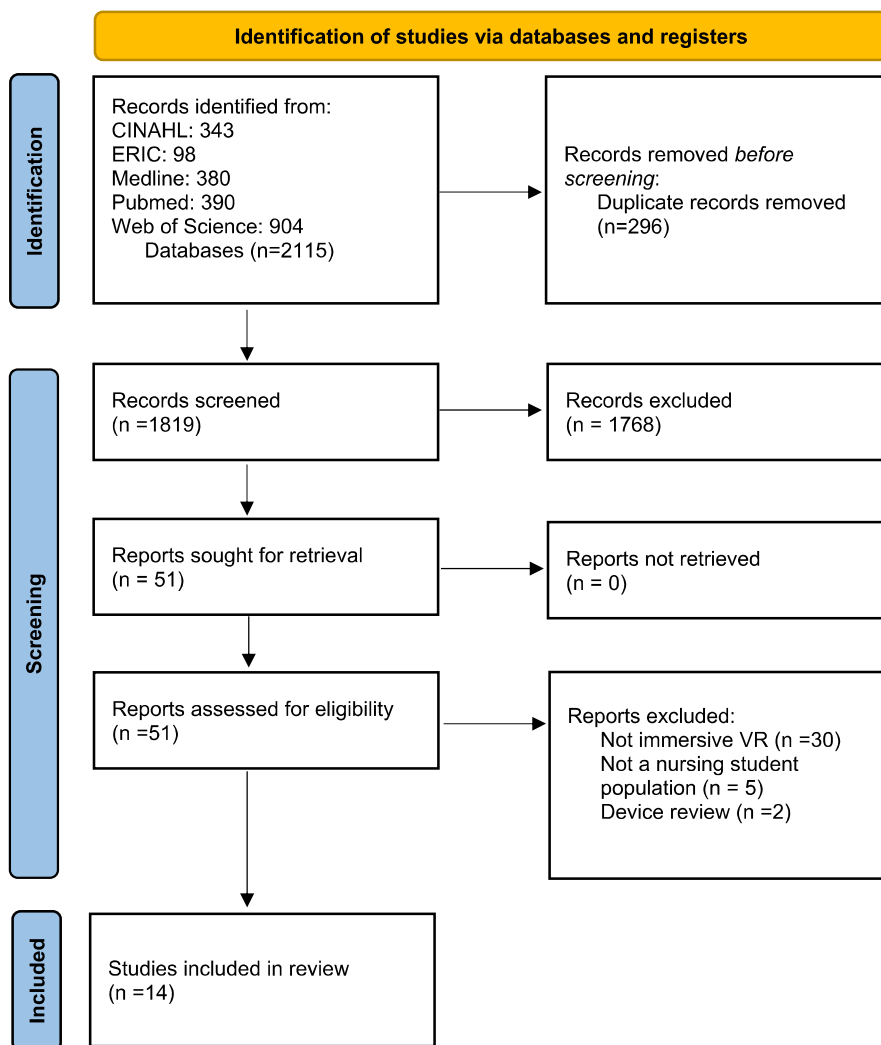 Identification of studies via databases and registers
Identification
Records identified from:
CINAHL: 343
ERIC: 98
Medline: 380
Pubmed: 390
Web of Science: 904
Databases (n=2115)
Records removed before
screening:
Duplicate records removed
(n=296)
Screening
Records screened
(n =1819)
Records excluded
(n = 1768)
Reports sought for retrieval
(n = 51)
Reports not retrieved
(n = 0)
Reports assessed for eligibility
(n =51)
Reports excluded:
Not immersive VR (n =30)
Not a nursing student
population (n = 5)
Device review (n =2)
Included
Studies included in review
(n =14)